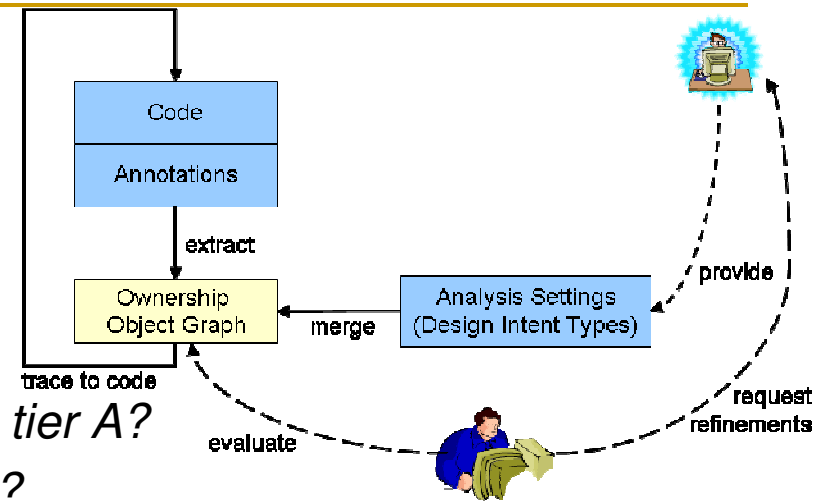 Code
Annotations
extract
Ownership
Object Graph
merge
Analysis Settings
(Design Intent Types)
provide
trace to code
tier A?
evaluate
request
refinements
?